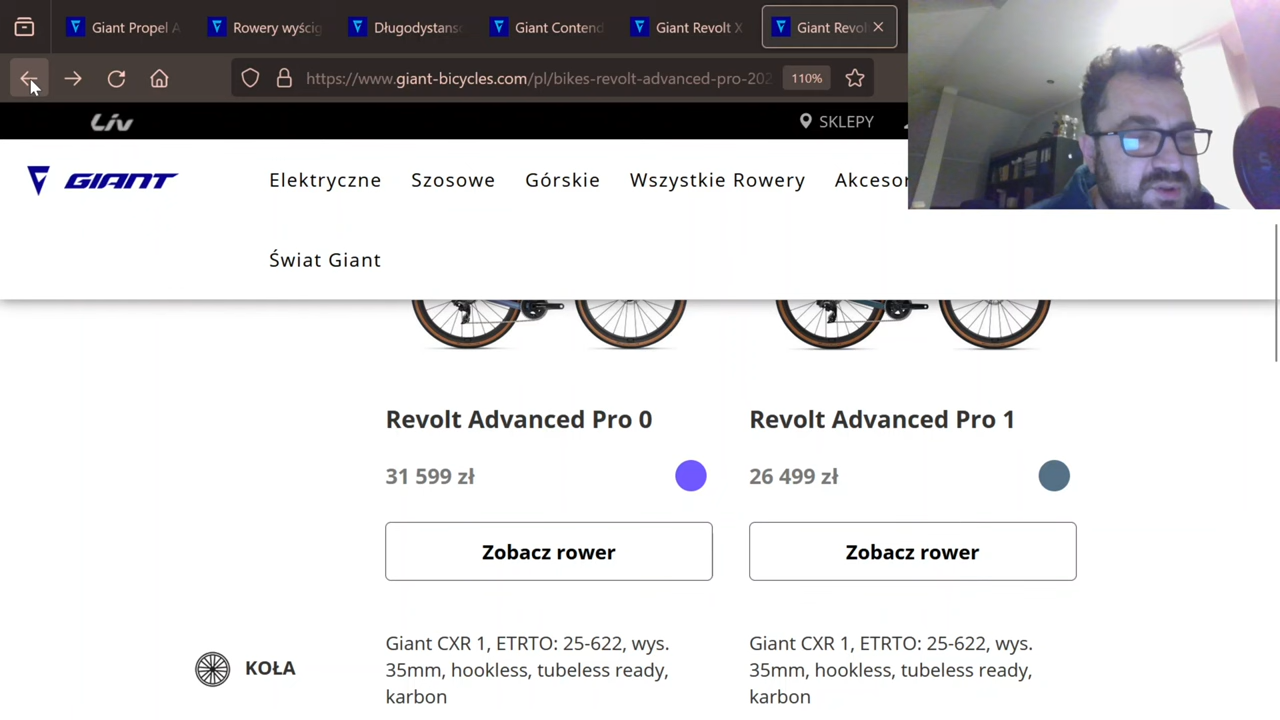 Giant Propel A
Rowery wyścig
Długodystans
Giant Contend
Giant Revolt X
Giant Revol
https://www.giant-bicycles.com/pl/bikes-revolt-advanced-pro-202
110%
Liv
SKLEPY
GIANT
Elektryczne
Szosowe
Górskie
Wszystkie Rowery
Akcesor
Świat Giant
Revolt Advanced Pro 0
31 599 zł
Zobacz rower
Revolt Advanced Pro 1
26 499 zł
Zobacz rower
KOŁA
Giant CXR 1, ETRTO: 25-622, wys.
35mm, hookless, tubeless ready,
karbon
Giant CXR 1, ETRTO: 25-622, wys.
35mm, hookless, tubeless ready,
karbon